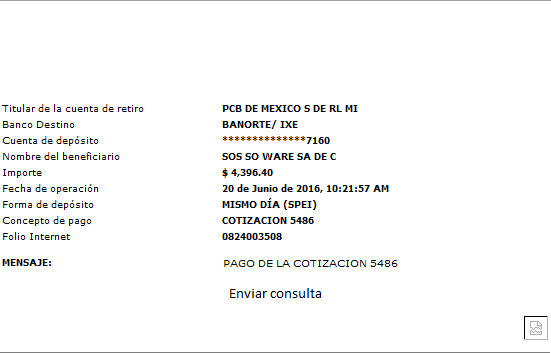 Titular de la cuenta de retiro PCB DE MEXICO S DE RL MI
Banco Destino BANORTE/ IXE
Cuenta de depósito **************7160
Nombre del beneficiario SOS SO WARE SA DE C
Importe $ 4,396.40
Fecha de operación 20 de Junio de 2016, 10:21:57 AM
Forma de depósito MISMO DÍA (SPEI)
Concepto de pago COTIZACION 5486
Folio Internet 0824003508
MENSAJE: PAGO DE LA COTIZACION 5486
Enviar consulta